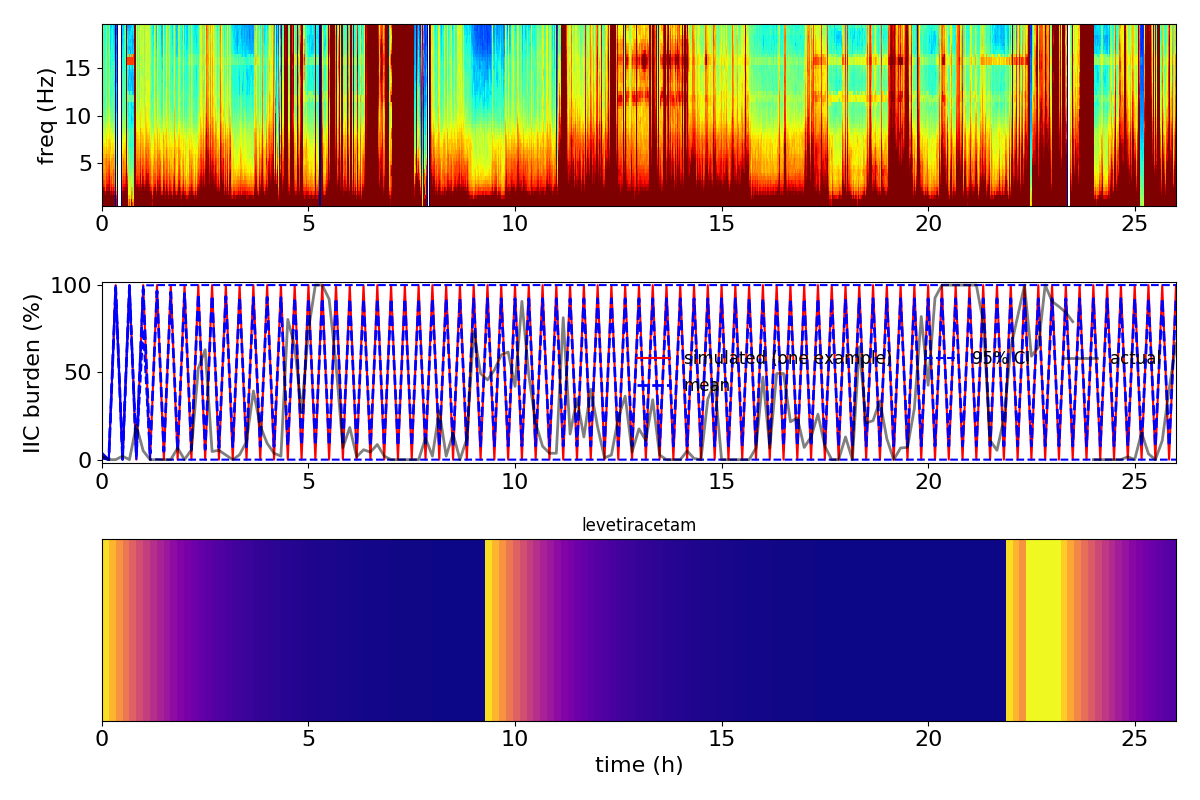 freq (Hz)
15
10
5
0 5 10 15 20 25
IIC burden (%)
100
50
0
simulated (one example) 95% CI actual
mean
0 5 10 15 20 25
levetiracetam
0 5 10 15 20 25
time (h)